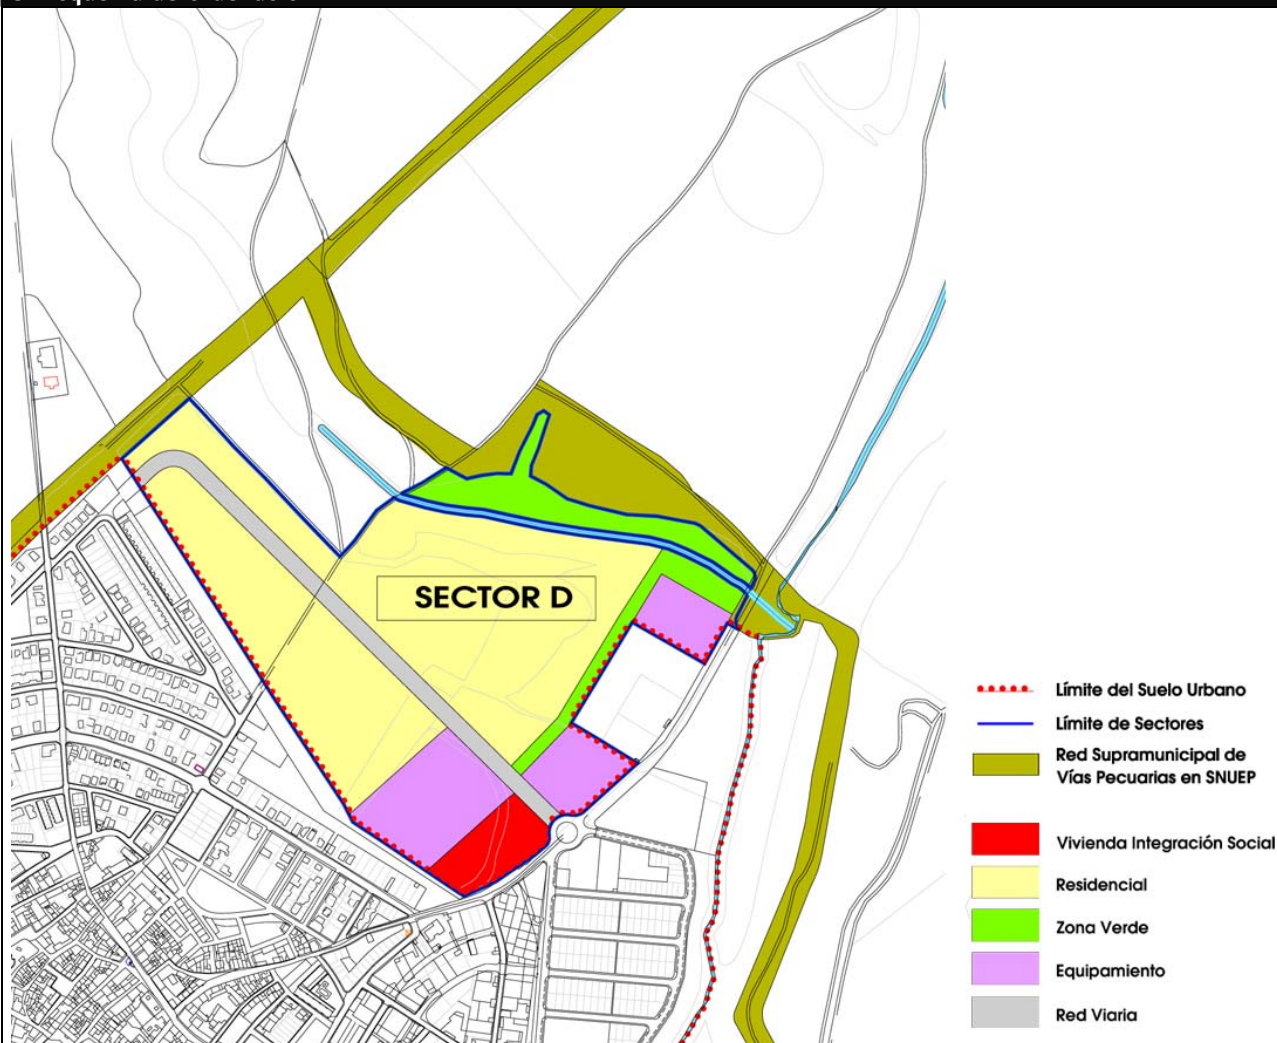 SECTOR D
Límite del Suelo Urbano
Límite de Sectores
Red Supramunicipal de
Vías Pecuarias en SNUEP
Vivienda Integración Social
Residencial
Zona Verde
Equipamiento
Red Viaria